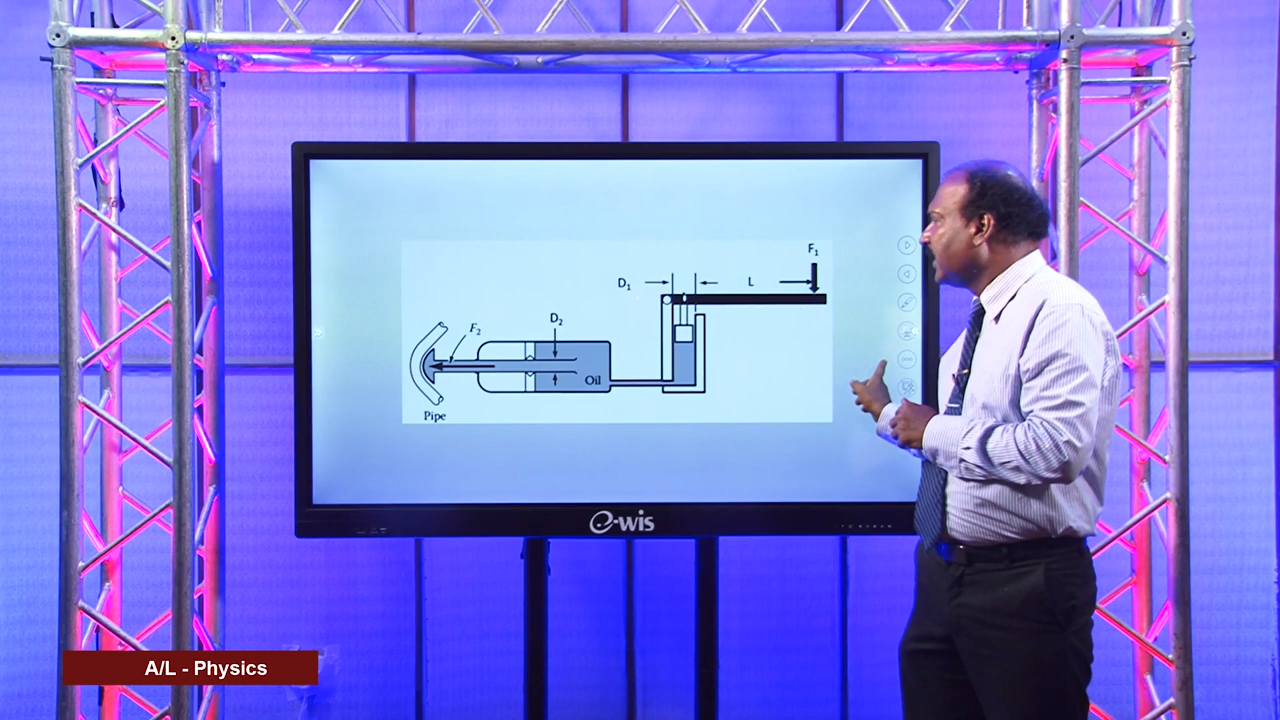 F₁
D₁
L
D₂
F₂
Oil
Pipe
e-wis
A/L - Physics